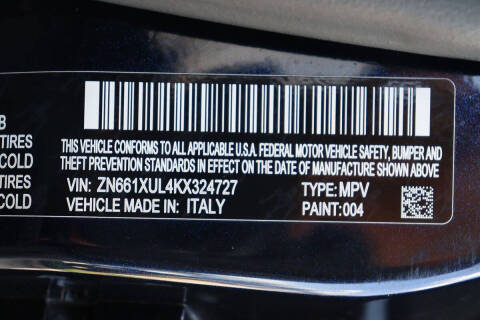 B
TIRES
COLD
TIRES
COLD
THIS VEHICLE CONFORMS TO ALL APPLICABLE U.S.A. FEDERAL MOTOR VEHICLE SAFETY, BUMPER AND
THEFT PREVENTION STANDARDS IN EFFECT ON THE DATE OF MANUFACTURE SHOWN ABOVE
VIN: ZN661XUL4KX324727 TYPE: MPV
VEHICLE MADE IN: ITALY PAINT: 004